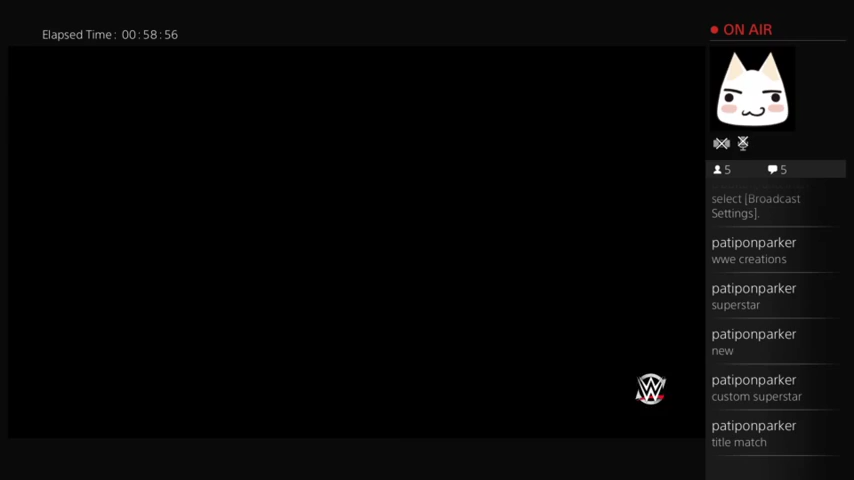 Elapsed Time: 00:58:56
ON AIR
5
5
select [Broadcast
Settings].
patiponparker
wwe creations
patiponparker
superstar
patiponparker
new
patiponparker
custom superstar
patiponparker
title match
W